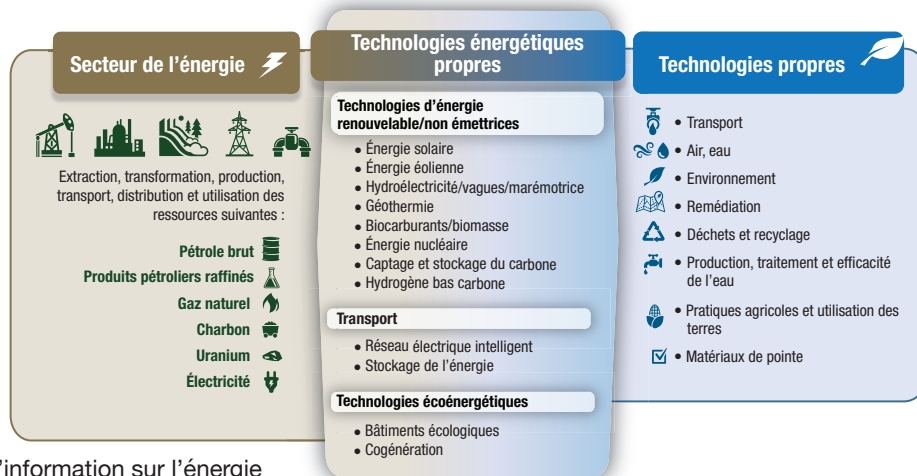 Secteur de l'énergie
Extraction, transformation, production,
transport, distribution et utilisation des
ressources suivantes :
Pétrole brut
Produits pétroliers raffinés
Gaz naturel
Charbon
Uranium
Électricité
Technologies énergétiques
propres
Technologies d'énergie
renouvelable/non émettrices
• Énergie solaire
• Énergie éolienne
• Hydroélectricité/vagues/marémotrice
• Géothermie
• Biocarburants/biomasse
• Énergie nucléaire
• Captage et stockage du carbone
• Hydrogène bas carbone
Transport
• Réseau électrique intelligent
• Stockage de l'énergie
Technologies écoénergétiques
• Bâtiments écologiques
• Cogénération
Technologies propres
• Transport
• Air, eau
• Environnement
• Remédiation
• Déchets et recyclage
• Production, traitement et efficacité
de l'eau
• Pratiques agricoles et utilisation des
terres
• Matériaux de pointe
'information sur l'énergie